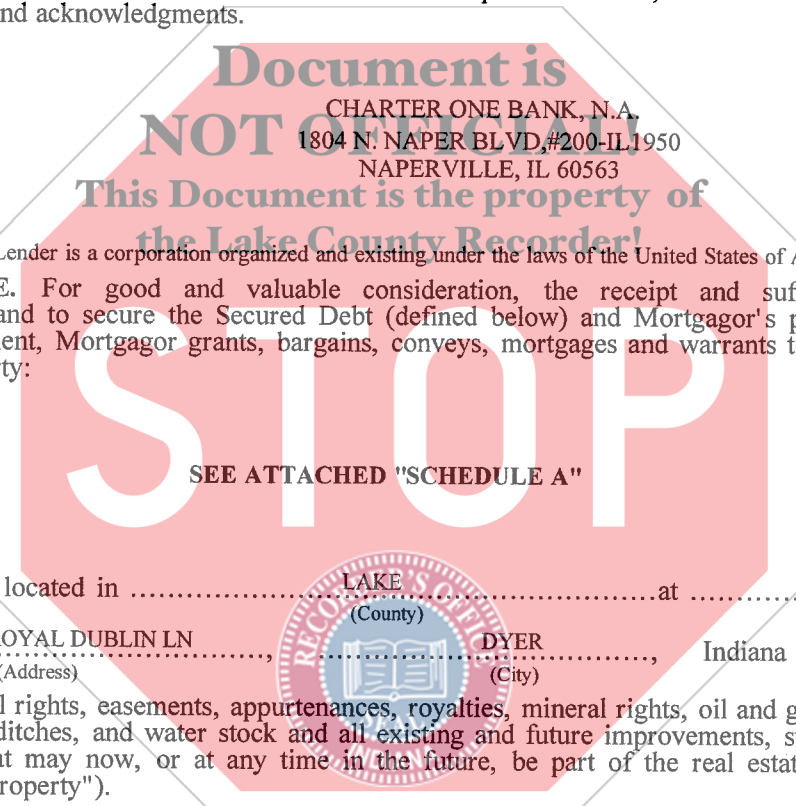 nd acknowledgments.
Document is
CHARTER ONE BANK, N.A.
NOT OFFICIAL!
1804 N. NAPER BLVD,#200-IL1950
NAPERVILLE, IL 60563
This Document is the property of
the Lake County Recorder!
Lender is a corporation organized and existing under the laws of the United States of A
E. For good and valuable consideration, the receipt and suf
and to secure the Secured Debt (defined below) and Mortgagor's p
ent, Mortgagor grants, bargains, conveys, mortgages and warrants t
ty:
STOP
SEE ATTACHED "SCHEDULE A"
located in .......... LAKE .......... at ..........
(County)
OYAL DUBLIN LN .........., .......... DYER .........., Indiana
(Address) (City)
RECORDER'S OFFICE
SEAL
INDIANA
l rights, easements, appurtenances, royalties, mineral rights, oil and g
ditches, and water stock and all existing and future improvements, s
at may now, or at any time in the future, be part of the real estat
roperty").